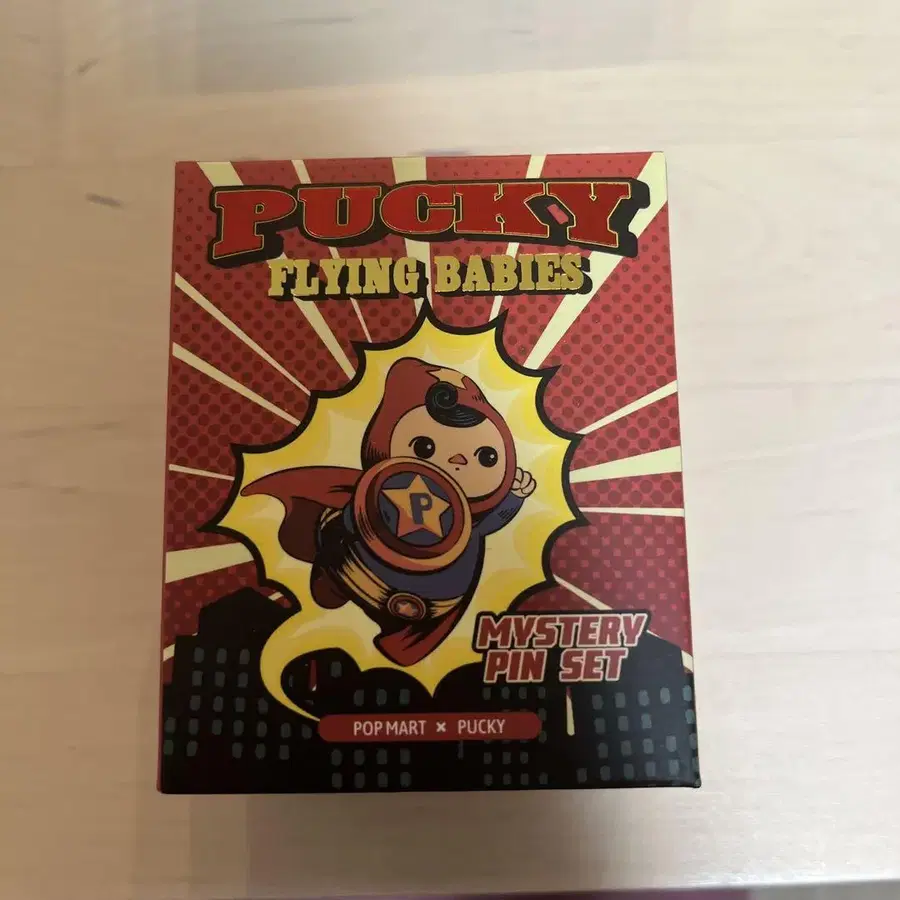 PUCKY
FLYING BABIES
P
MYSTERY
PIN SET
POP MART × PUCKY